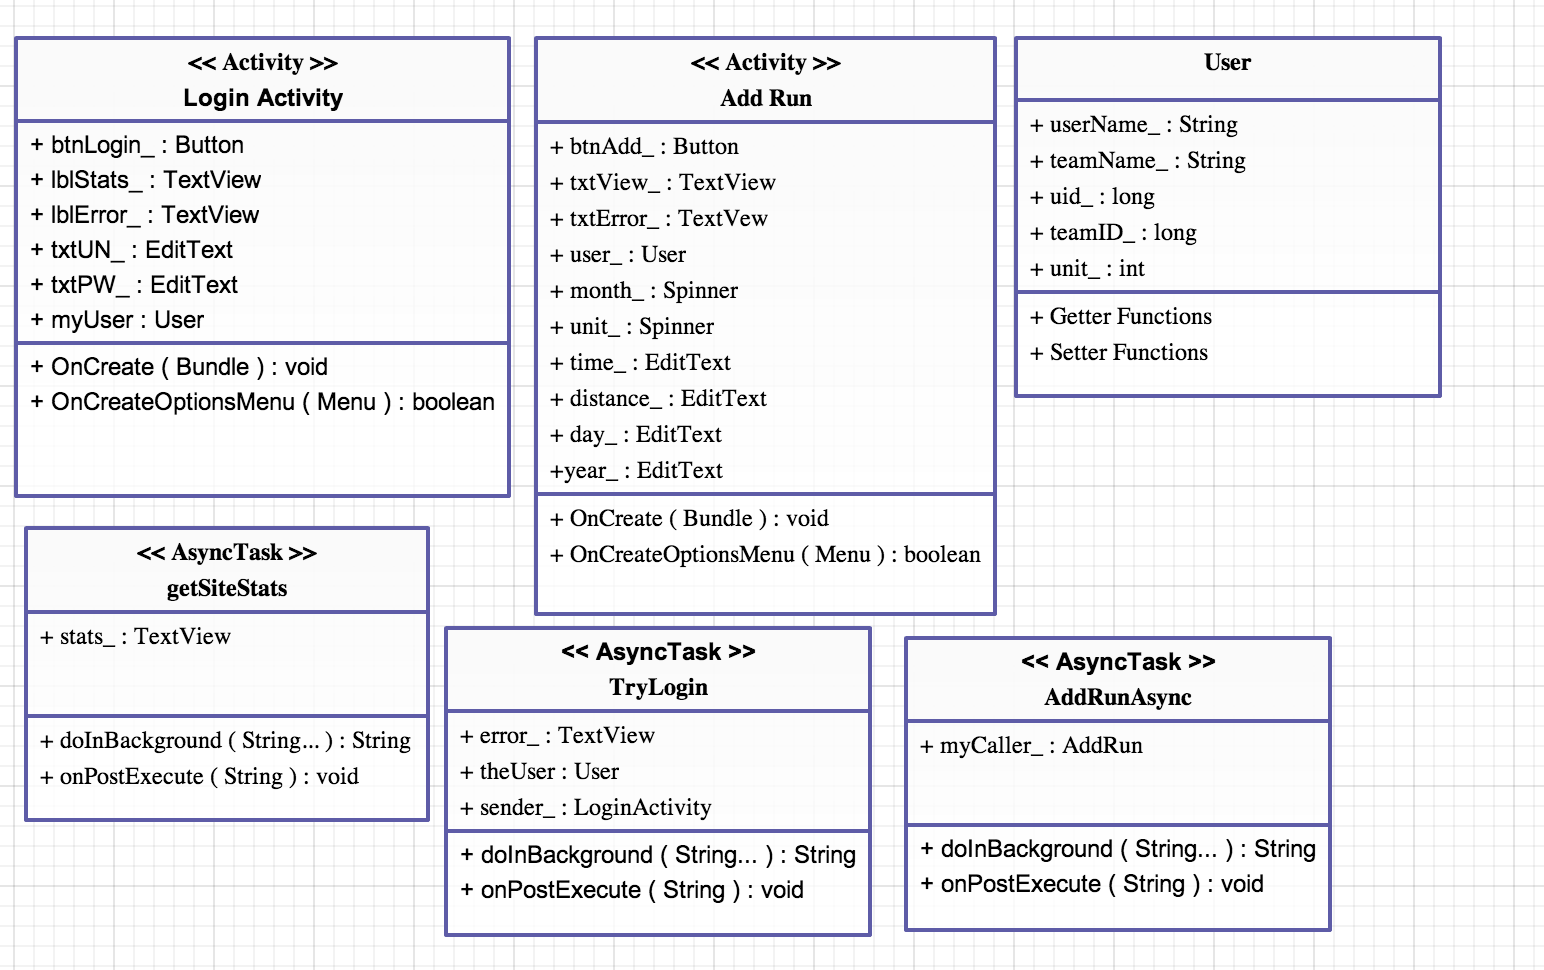 << Activity >>
Login Activity
+ btnLogin_ : Button
+ lblStats_ : TextView
+ lblError_ : TextView
+ txtUN_ : EditText
+ txtPW_ : EditText
+ myUser : User
+ OnCreate ( Bundle ) : void
+ OnCreateOptionsMenu ( Menu ) : boolean
<< Activity >>
Add Run
+ btnAdd_ : Button
+ txtView_ : TextView
+ txtError_ : TextVew
+ user_ : User
+ month_ : Spinner
+ unit_ : Spinner
+ time_ : EditText
+ distance_ : EditText
+ day_ : EditText
+year_ : EditText
+ OnCreate ( Bundle ) : void
+ OnCreateOptionsMenu ( Menu ) : boolean
User
+ userName_ : String
+ teamName_ : String
+ uid_ : long
+ teamID_ : long
+ unit_ : int
+ Getter Functions
+ Setter Functions
<< AsyncTask >>
getSiteStats
+ stats_ : TextView
+ doInBackground ( String... ) : String
+ onPostExecute ( String ) : void
<< AsyncTask >>
TryLogin
+ error_ : TextView
+ theUser : User
+ sender_ : LoginActivity
+ doInBackground ( String... ) : String
+ onPostExecute ( String ) : void
<< AsyncTask >>
AddRunAsync
+ myCaller_ : AddRun
+ doInBackground ( String... ) : String
+ onPostExecute ( String ) : void